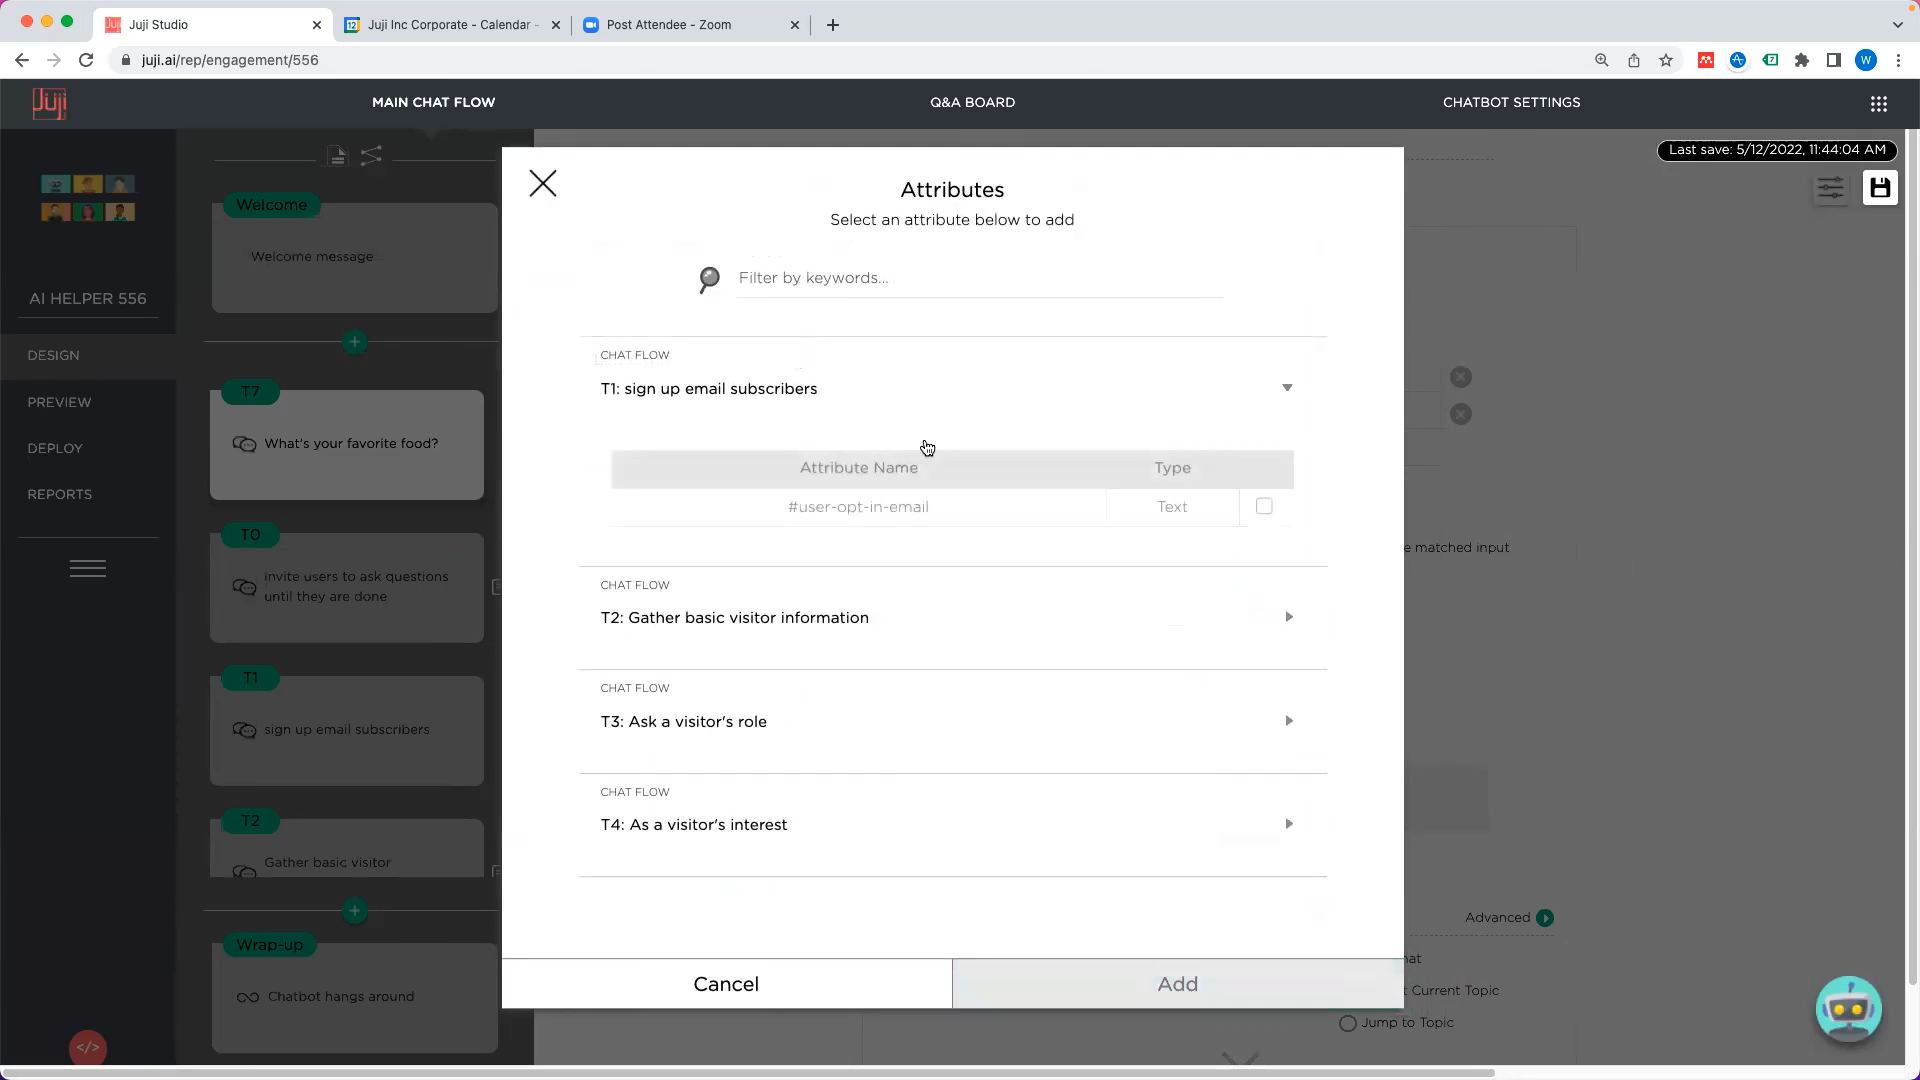 Juji Studio
12 Juji Inc Corporate - Calendar -
Post Attendee - Zoom
juji.ai/rep/engagement/556
W
Juji
MAIN CHAT FLOW
Q&A BOARD
CHATBOT SETTINGS
Last save: 5/12/2022, 11:44:04 AM
AI HELPER 556
DESIGN
PREVIEW
DEPLOY
REPORTS
</>
Welcome
Welcome message
T7
What's your favorite food?
T0
invite users to ask questions
until they are done
T1
sign up email subscribers
T2
Gather basic visitor
Wrap-up
Chatbot hangs around
Attributes
Select an attribute below to add
Filter by keywords...
CHAT FLOW
T1: sign up email subscribers
Attribute Name Type
#user-opt-in-email Text
CHAT FLOW
T2: Gather basic visitor information
CHAT FLOW
T3: Ask a visitor's role
CHAT FLOW
T4: As a visitor's interest
Cancel
Add
matched input
Advanced
Current Topic
Jump to Topic